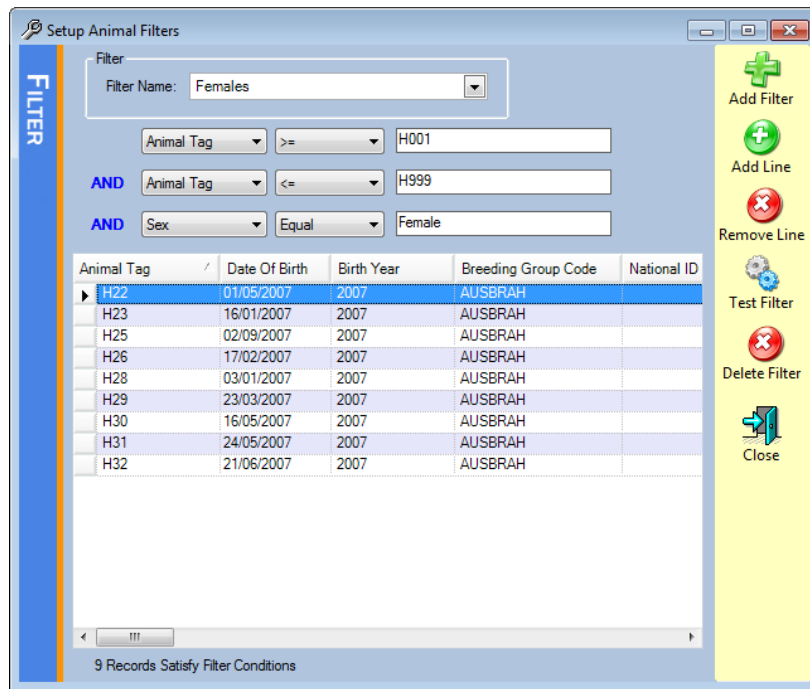 Setup Animal Filters
FILTER
Filter
Filter Name: Females
Animal Tag >= H001
AND Animal Tag <= H999
AND Sex Equal Female
Animal Tag Date Of Birth Birth Year Breeding Group Code National ID
H22 01/05/2007 2007 AUSBRAH
H23 16/01/2007 2007 AUSBRAH
H25 02/09/2007 2007 AUSBRAH
H26 17/02/2007 2007 AUSBRAH
H28 03/01/2007 2007 AUSBRAH
H29 23/03/2007 2007 AUSBRAH
H30 16/05/2007 2007 AUSBRAH
H31 24/05/2007 2007 AUSBRAH
H32 21/06/2007 2007 AUSBRAH
9 Records Satisfy Filter Conditions
Add Filter
Add Line
Remove Line
Test Filter
Delete Filter
Close